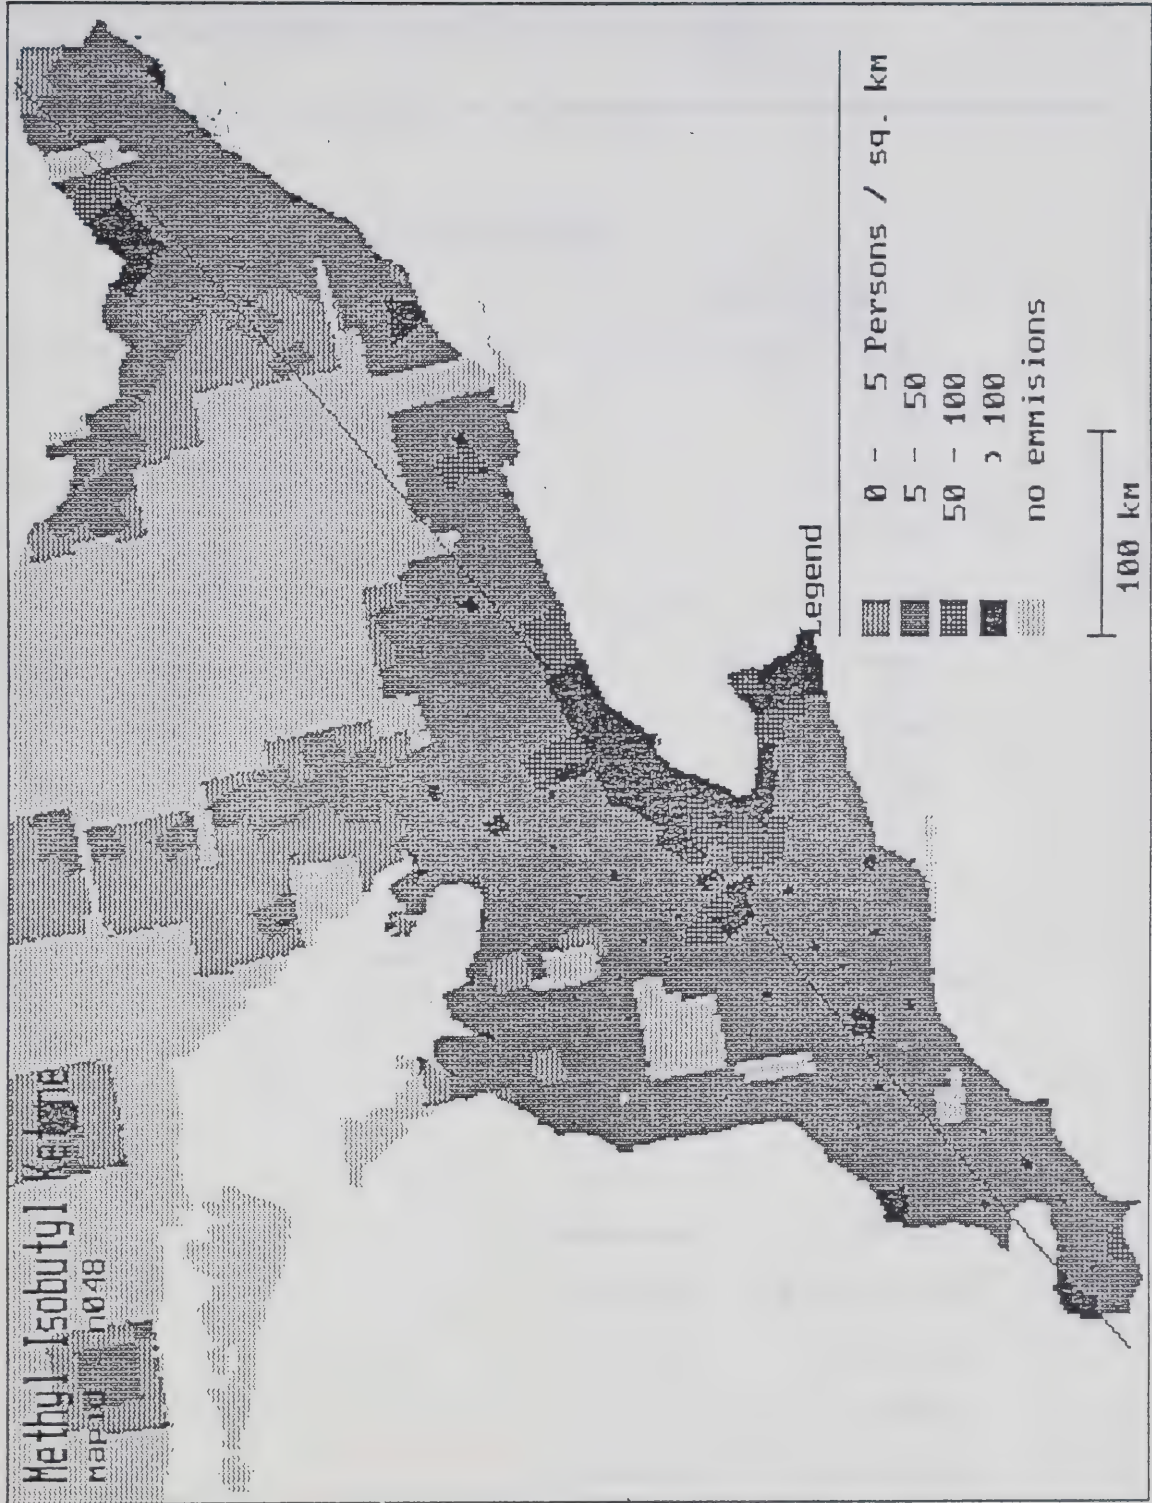 Methyl Isobutyl Ketone
mapid n048
Legend
0 - 5 Persons / sq. km
5 - 50
50 - 100
> 100
no emmisions
100 km